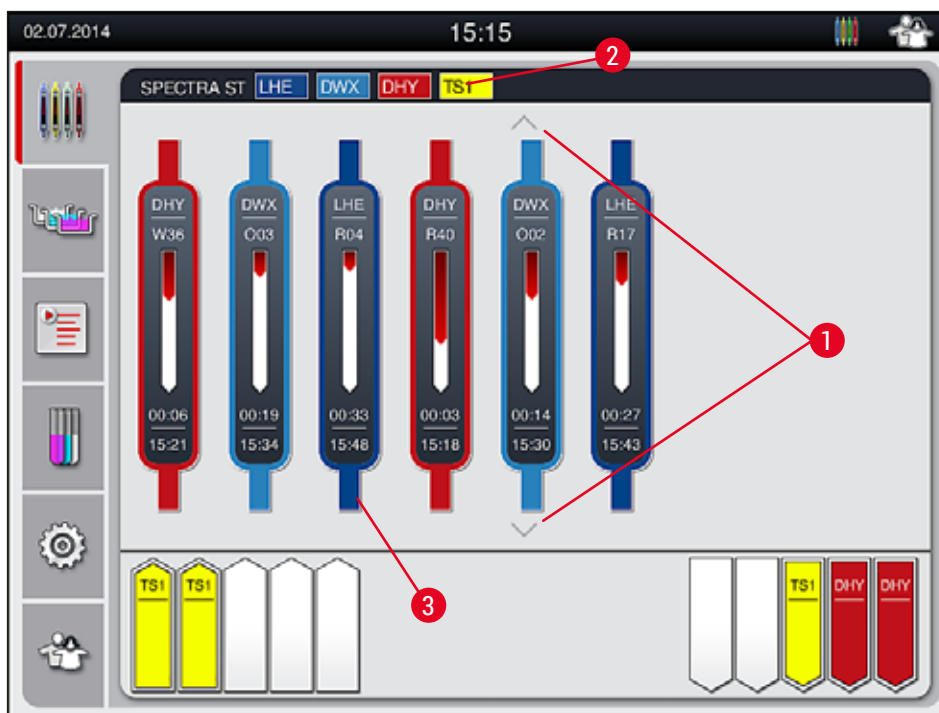 02.07.2014 15:15
2
SPECTRA ST LHE DWX DHY TS1
DHY DWX LHE DHY DWX LHE
W36 O03 R04 R40 O02 R17
1
00:06 00:19 00:33 00:03 00:14 00:27
15:21 15:34 15:48 15:18 15:30 15:43
3
TS1 TS1 TS1 DHY DHY